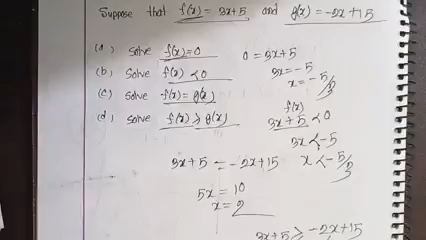 Suppose that f(x) = 3x+5, and g(x) = -2x+15
(a) Solve f(x)=0
0 = 3x+5
3x = -5
x = -5/3
(b) Solve f(x) < 0
(c) Solve f(x) = g(x)
(d) Solve f(x) > g(x)
f(x)
3x+5 < 0
3x < -5
x < -5/3
3x+5 = -2x+15
5x = 10
x = 2
3x+5 > -2x+15